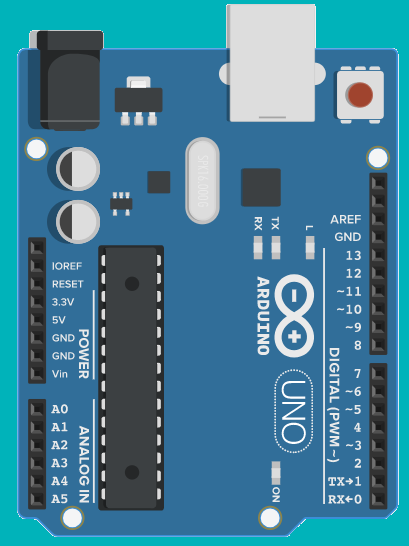 RX
TX
L
IOREF
RESET
3.3V
5V
GND
GND
Vin
POWER
A0
A1
A2
A3
A4
A5
ANALOG IN
ARDUINO
UNO
ON
AREF
GND
13
12
~11
~10
~9
8
7
~6
~5
4
~3
2
TX→1
RX←0
DIGITAL (PWM~)